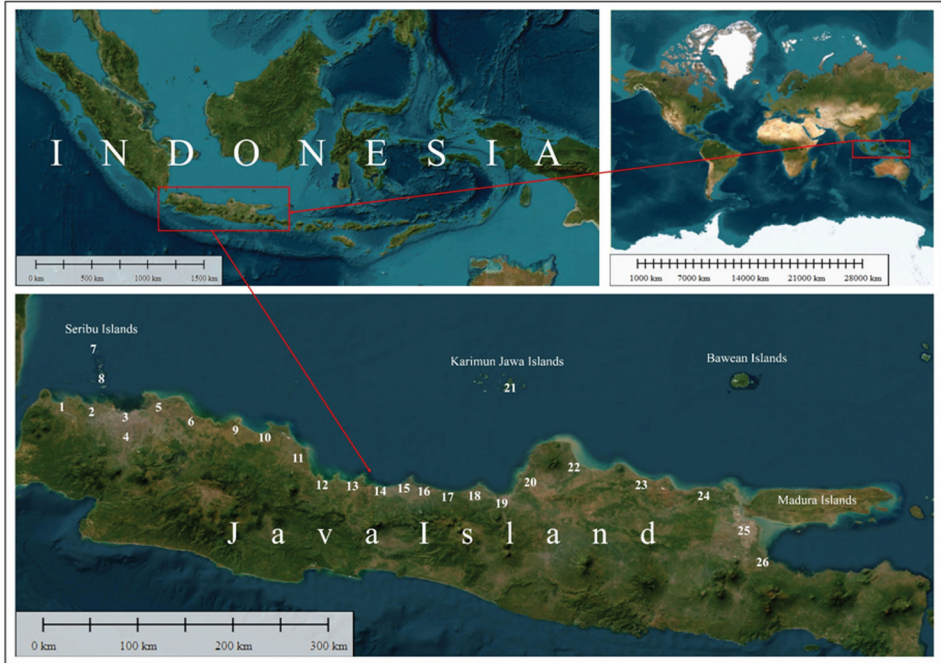 I N D O N E S I A
0 km 500 km 1000 km 1500 km
1000 km 7000 km 14000 km 21000 km 28000 km
Seribu Islands
7
8
Karimun Jawa Islands
21
Bawean Islands
1 2 3 5
4
6 9 10
11
12 13 14 15 16 17 18 19
20 22
23 24
Madura Islands
25
26
J a v a I s l a n d
0 km 100 km 200 km 300 km